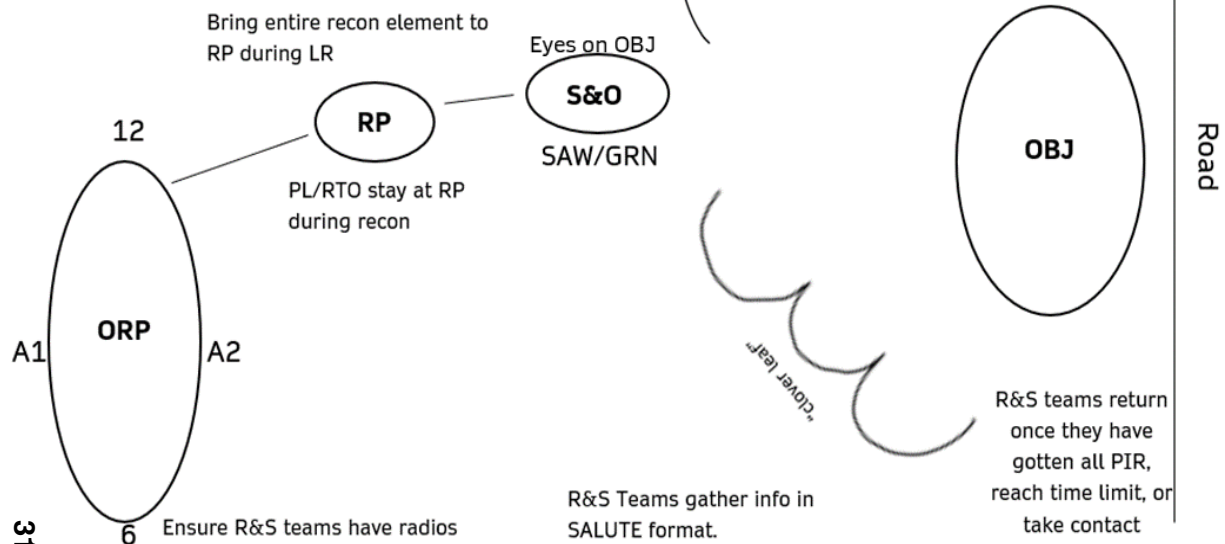 Bring entire recon element to
RP during LR
Eyes on OBJ
S&O
SAW/GRN
RP
12
PL/RTO stay at RP
during recon
OBJ
Road
ORP
A1
A2
"clover leaf"
R&S teams return
once they have
gotten all PIR,
reach time limit, or
take contact
R&S Teams gather info in
SALUTE format.
6
Ensure R&S teams have radios
31